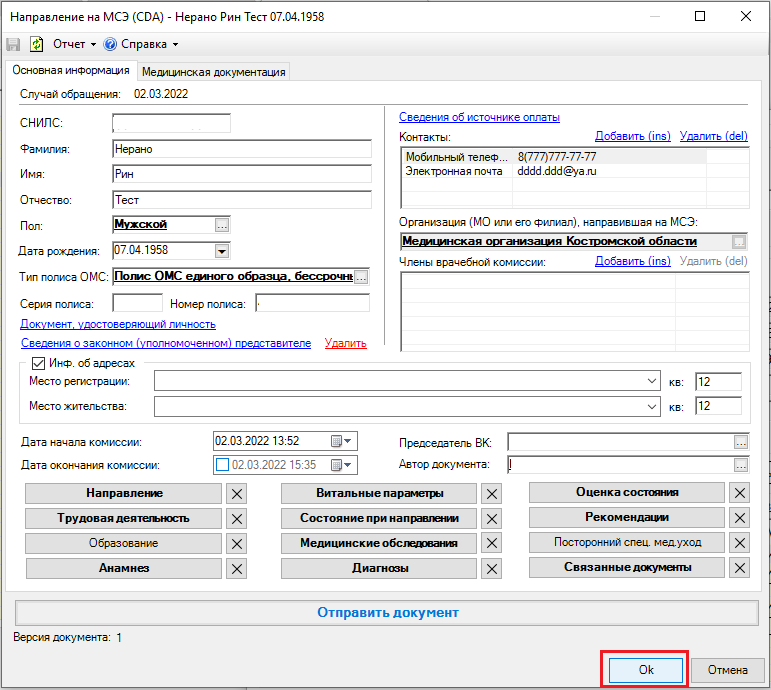 Направление на МСЭ (CDA) - Нерано Рин Тест 07.04.1958
Отчет Справка
Основная информация Медицинская документация
Случай обращения: 02.03.2022
СНИЛС:
Фамилия: Нерано
Имя: Рин
Отчество: Тест
Пол: Мужской ...
Дата рождения: 07.04.1958
Тип полиса ОМС: Полис ОМС единого образца, бессрочны ...
Серия полиса: Номер полиса:
Документ, удостоверяющий личность
Сведения о законном (уполномоченном) представителе Удалить
Сведения об источнике оплаты
Контакты: Добавить (ins) Удалить (del)
Мобильный телеф... 8(777)777-77-77
Электронная почта dddd.ddd@ya.ru
Организация (МО или его филиал), направившая на МСЭ:
Медицинская организация Костромской области ...
Члены врачебной комиссии: Добавить (ins) Удалить (del)
Инф. об адресах
Место регистрации: кв: 12
Место жительства: кв: 12
Дата начала комиссии: 02.03.2022 13:52
Дата окончания комиссии: 02.03.2022 15:35
Председатель ВК: ...
Автор документа: ...
Направление Витальные параметры Оценка состояния
Трудовая деятельность Состояние при направлении Рекомендации
Образование Медицинские обследования Посторонний спец. мед.уход
Анамнез Диагнозы Связанные документы
Отправить документ
Версия документа: 1
Ok Отмена